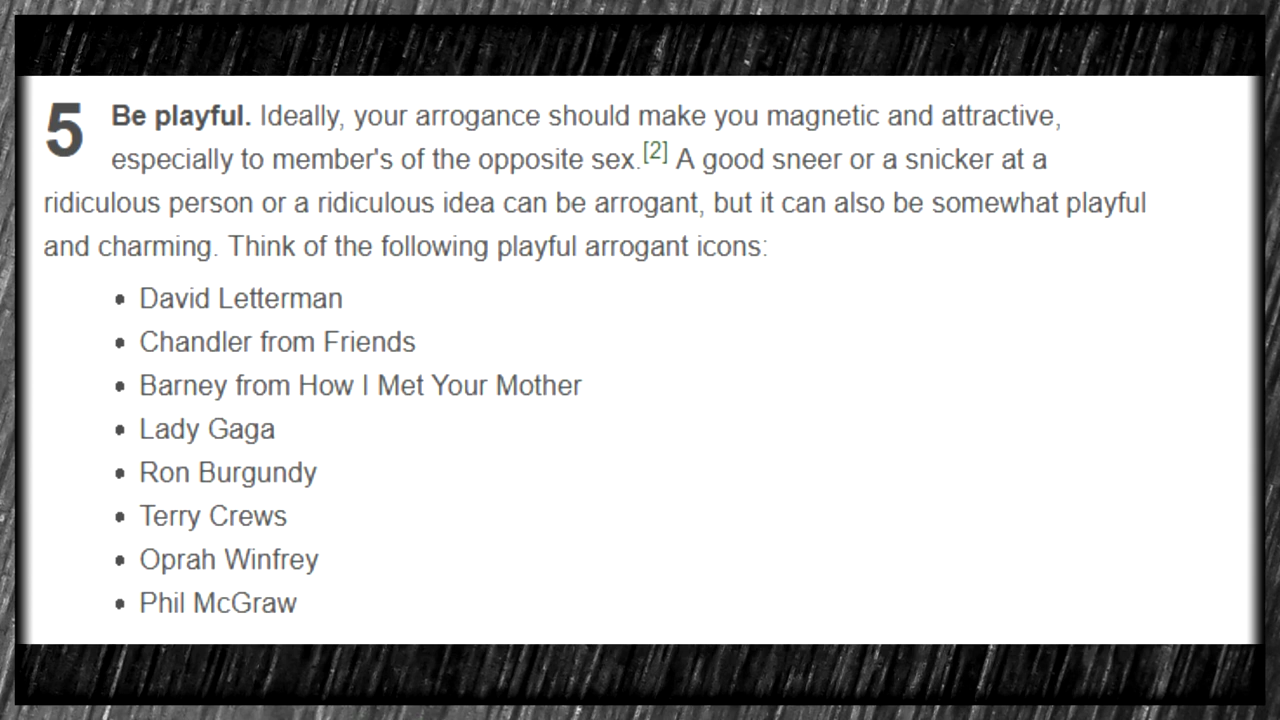 5 Be playful. Ideally, your arrogance should make you magnetic and attractive,
especially to member's of the opposite sex.[2] A good sneer or a snicker at a
ridiculous person or a ridiculous idea can be arrogant, but it can also be somewhat playful
and charming. Think of the following playful arrogant icons:
• David Letterman
• Chandler from Friends
• Barney from How I Met Your Mother
• Lady Gaga
• Ron Burgundy
• Terry Crews
• Oprah Winfrey
• Phil McGraw